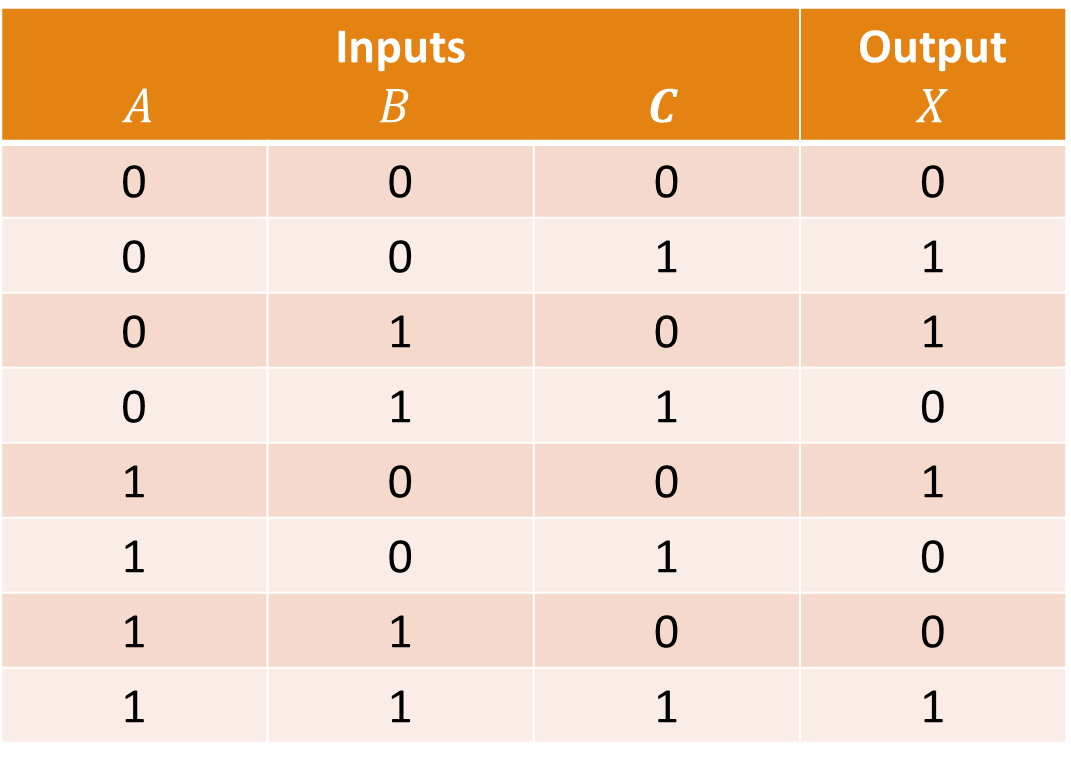 Inputs Output
A B C X
0 0 0 0
0 0 1 1
0 1 0 1
0 1 1 0
1 0 0 1
1 0 1 0
1 1 0 0
1 1 1 1